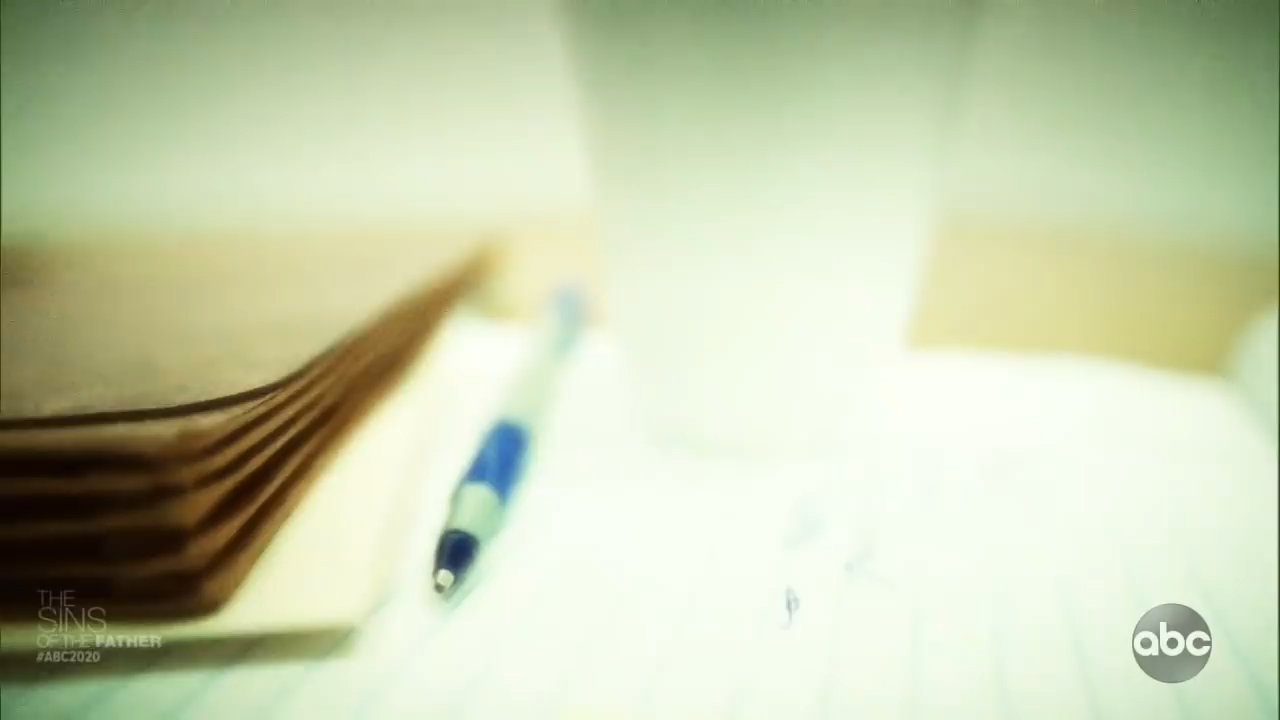 THE
SINS
OF THE FATHER
#ABC2020
abc